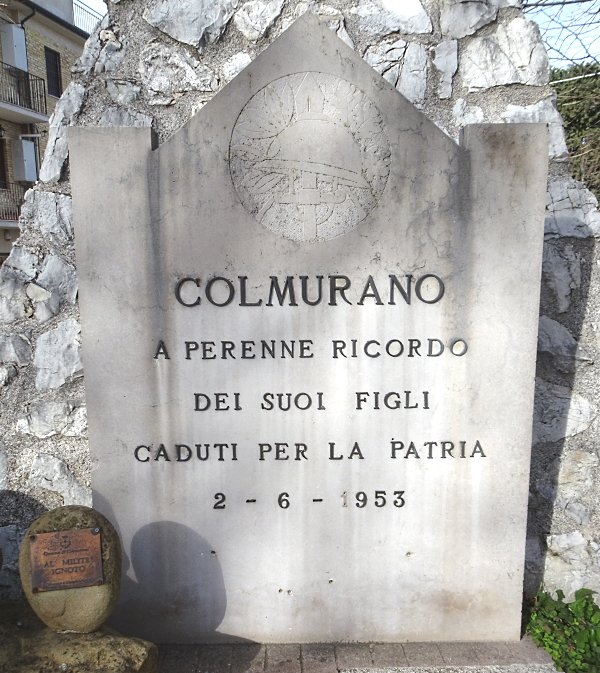 COLMURANO
A PERENNE RICORDO
DEI SUOI FIGLI
CADUTI PER LA PATRIA
2 - 6 - 1953
AL MILITE
IGNOTO